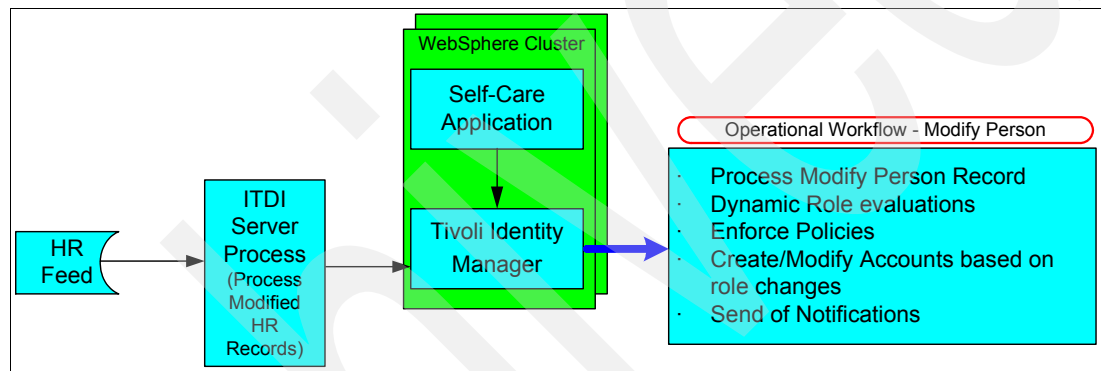 HR
Feed
ITDI
Server
Process
(Process
Modified
HR
Records)
WebSphere Cluster
Self-Care
Application
Tivoli Identity
Manager
Operational Workflow - Modify Person
· Process Modify Person Record
· Dynamic Role evaluations
· Enforce Policies
· Create/Modify Accounts based on
role changes
· Send of Notifications